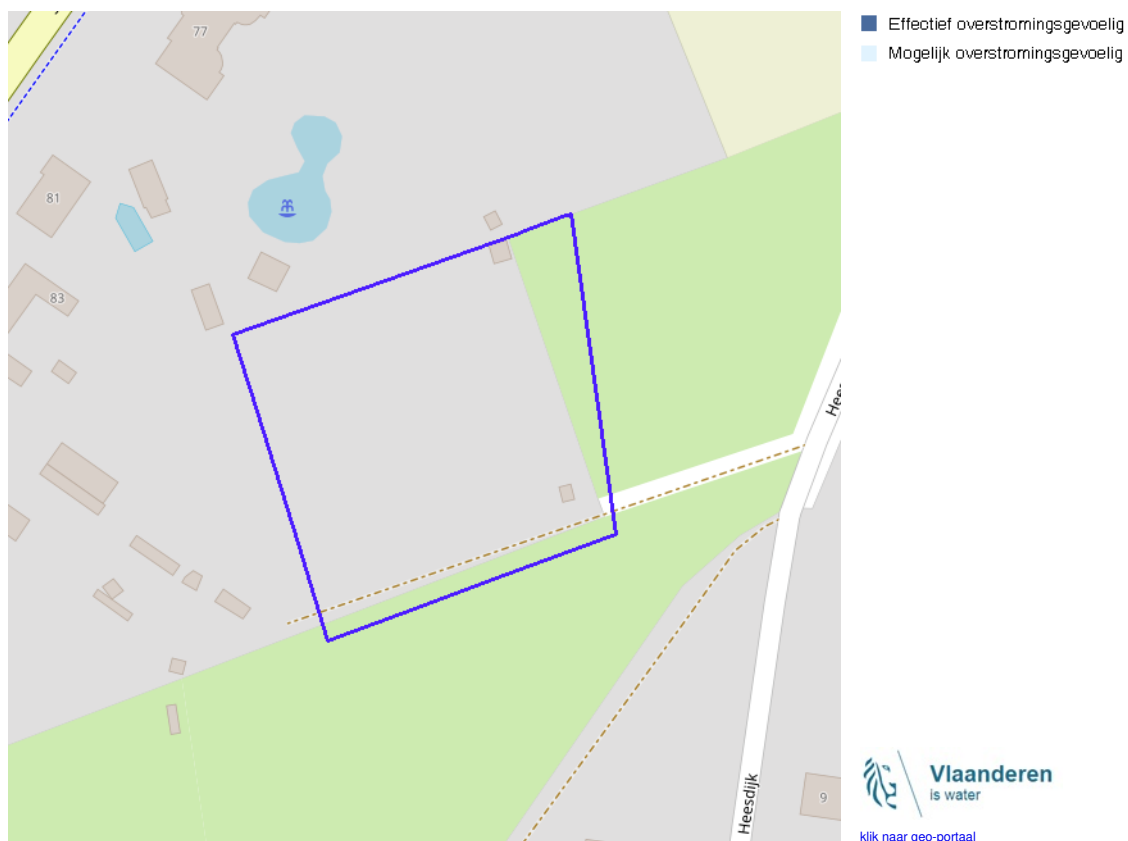 Effectief overstromingsgevoelig
Mogelijk overstromingsgevoelig
77
81
83
Heesdijk
9
Vlaanderen
is water
klik naar geo-portaal